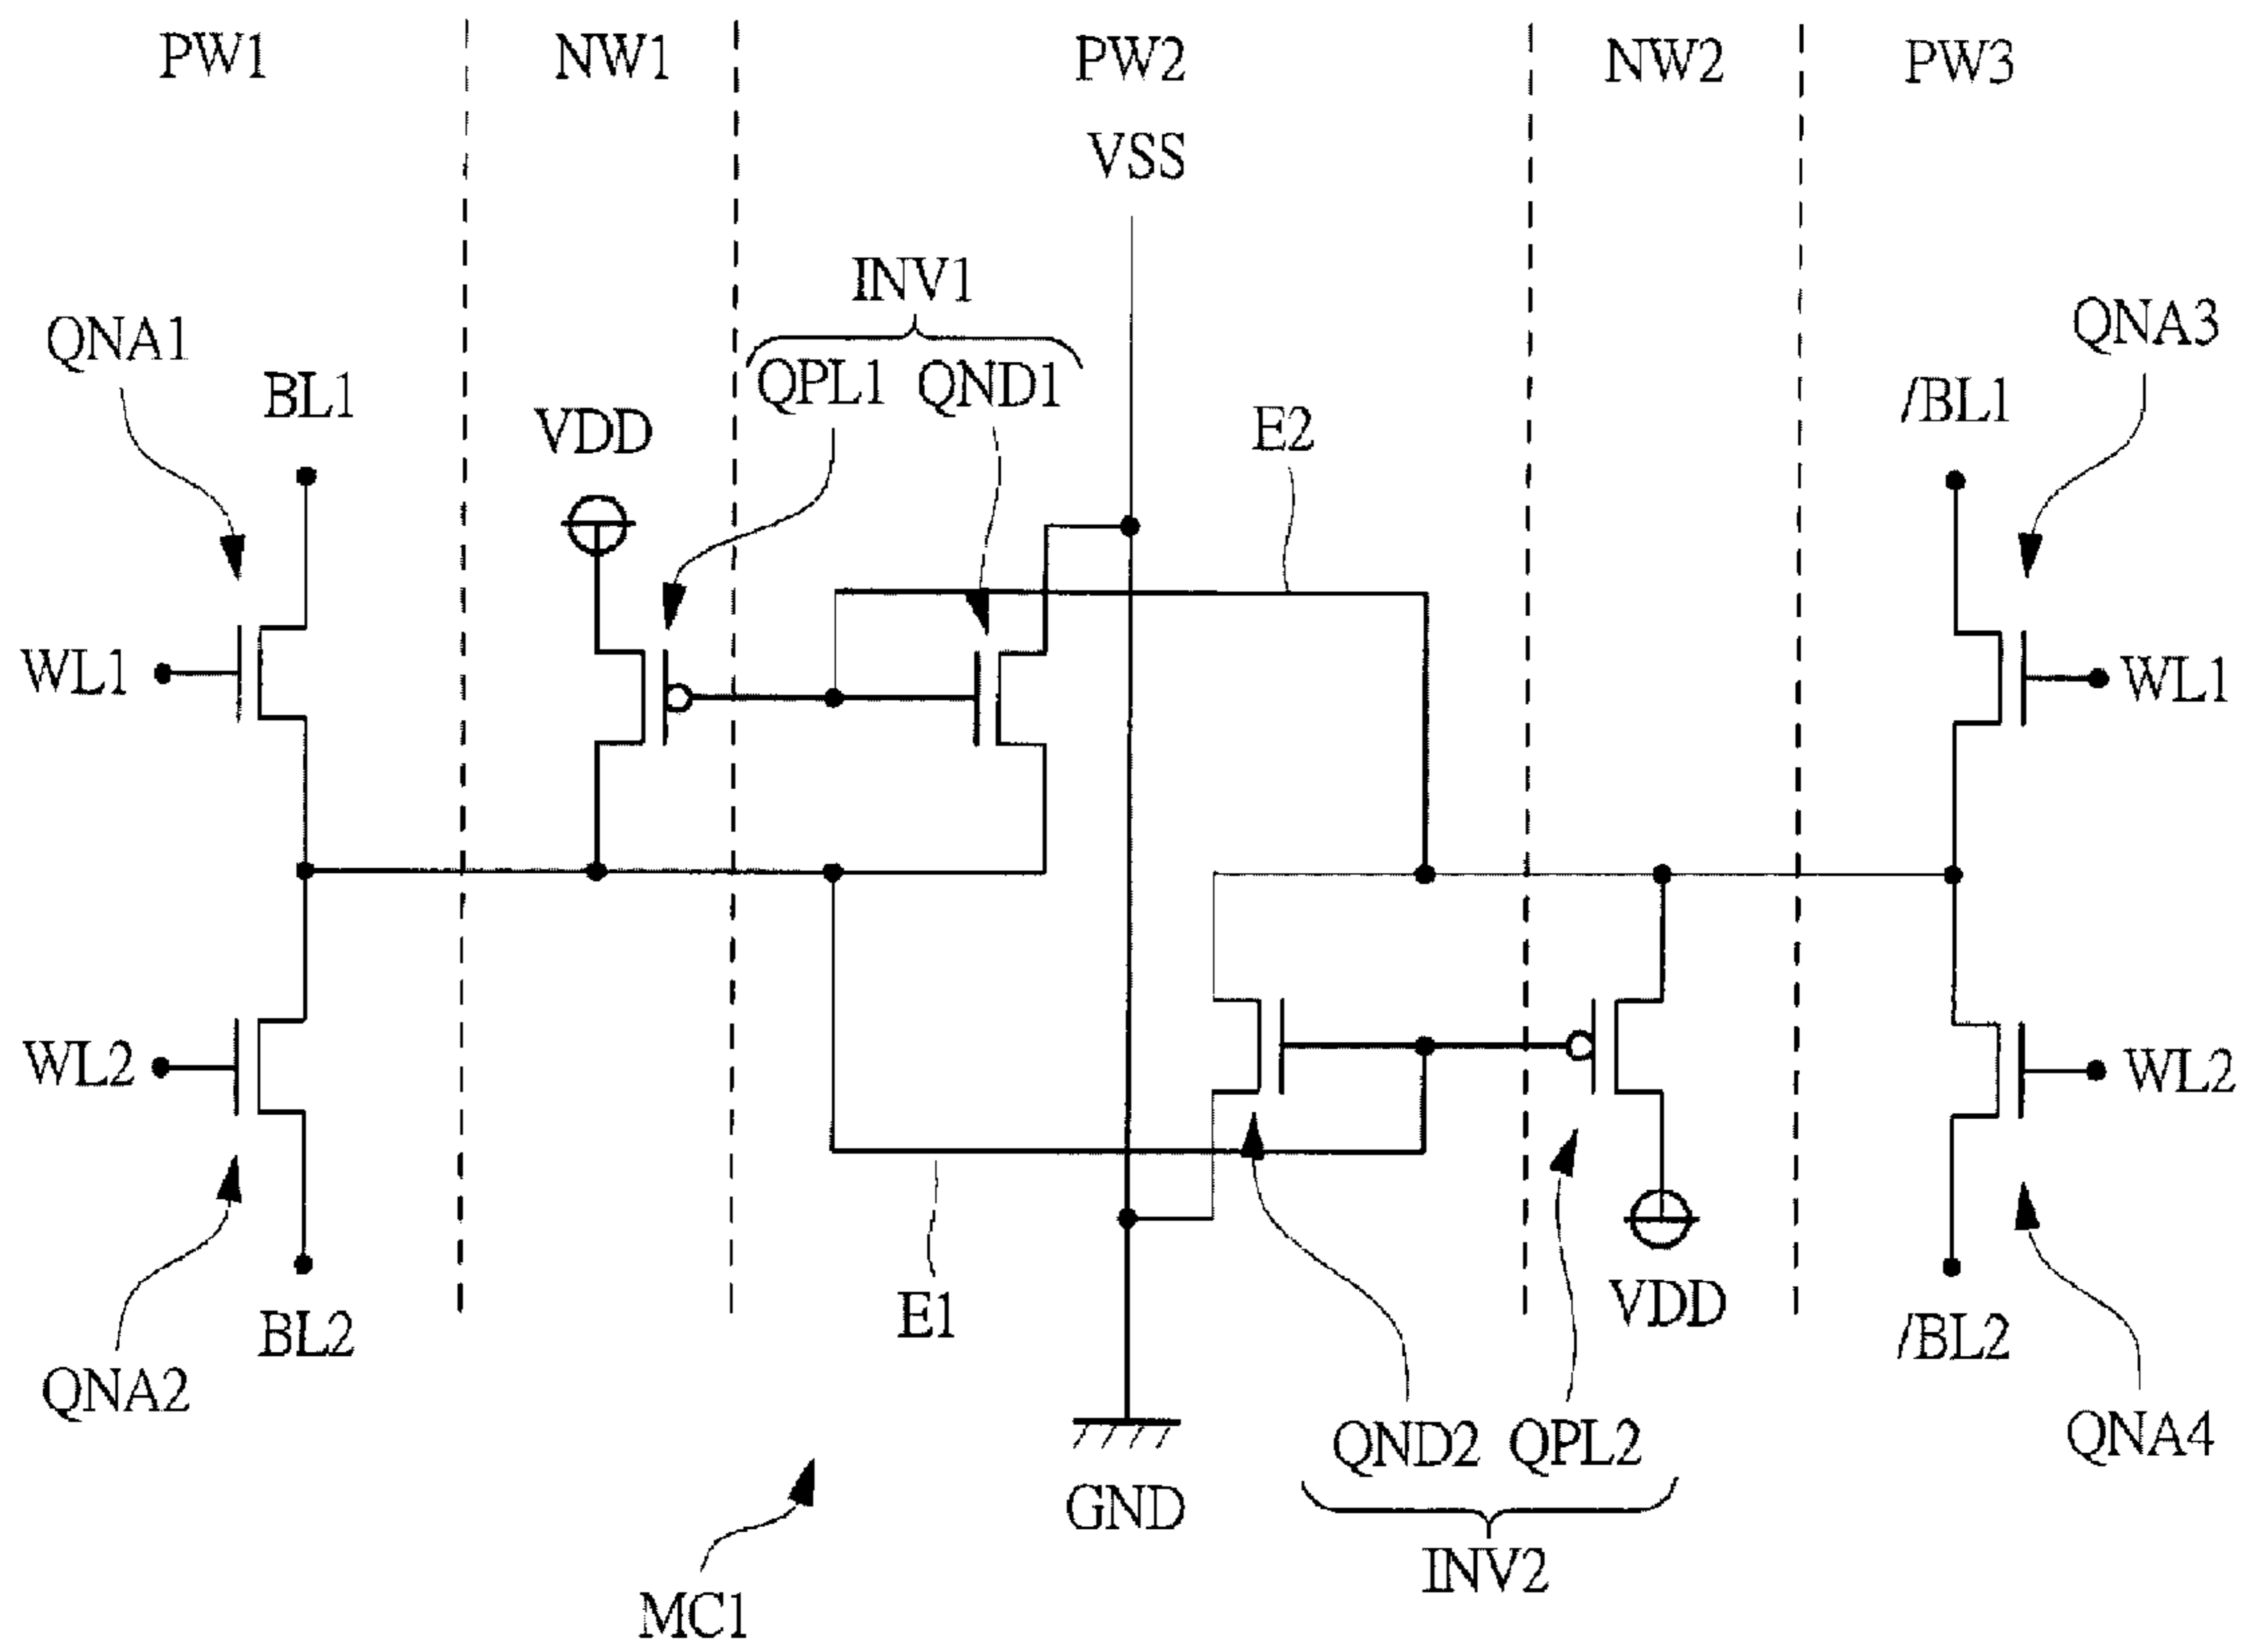 PW1 NW1 PW2 NW2 PW3
VSS
INV1
QNA1 QPL1 QND1 QNA3
BL1 VDD E2 /BL1
WL1 WL1
WL2 WL2
BL2 E1 VDD /BL2
QNA2 QND2 QPL2 QNA4
GND
INV2
MC1